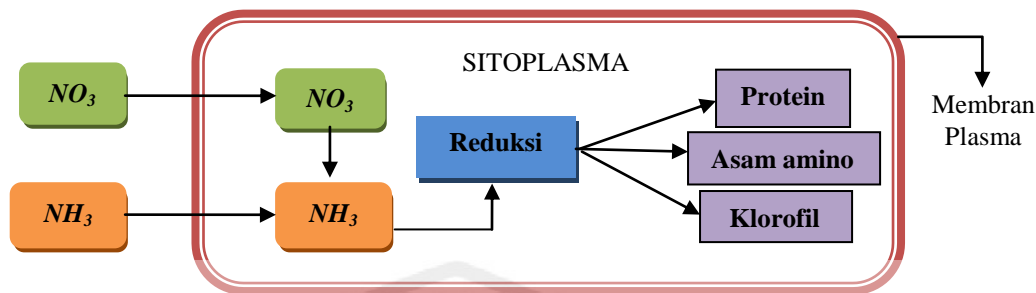 SITOPLASMA
NO3
NO3
Reduksi
Protein
Asam amino
Klorofil
NH3
NH3
Membran
Plasma